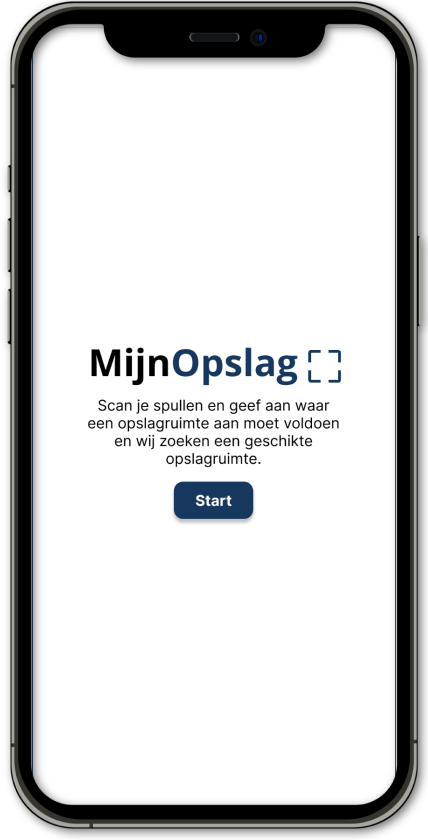 MijnOpslag
Scan je spullen en geef aan waar
een opslagruimte aan moet voldoen
en wij zoeken een geschikte
opslagruimte.
Start